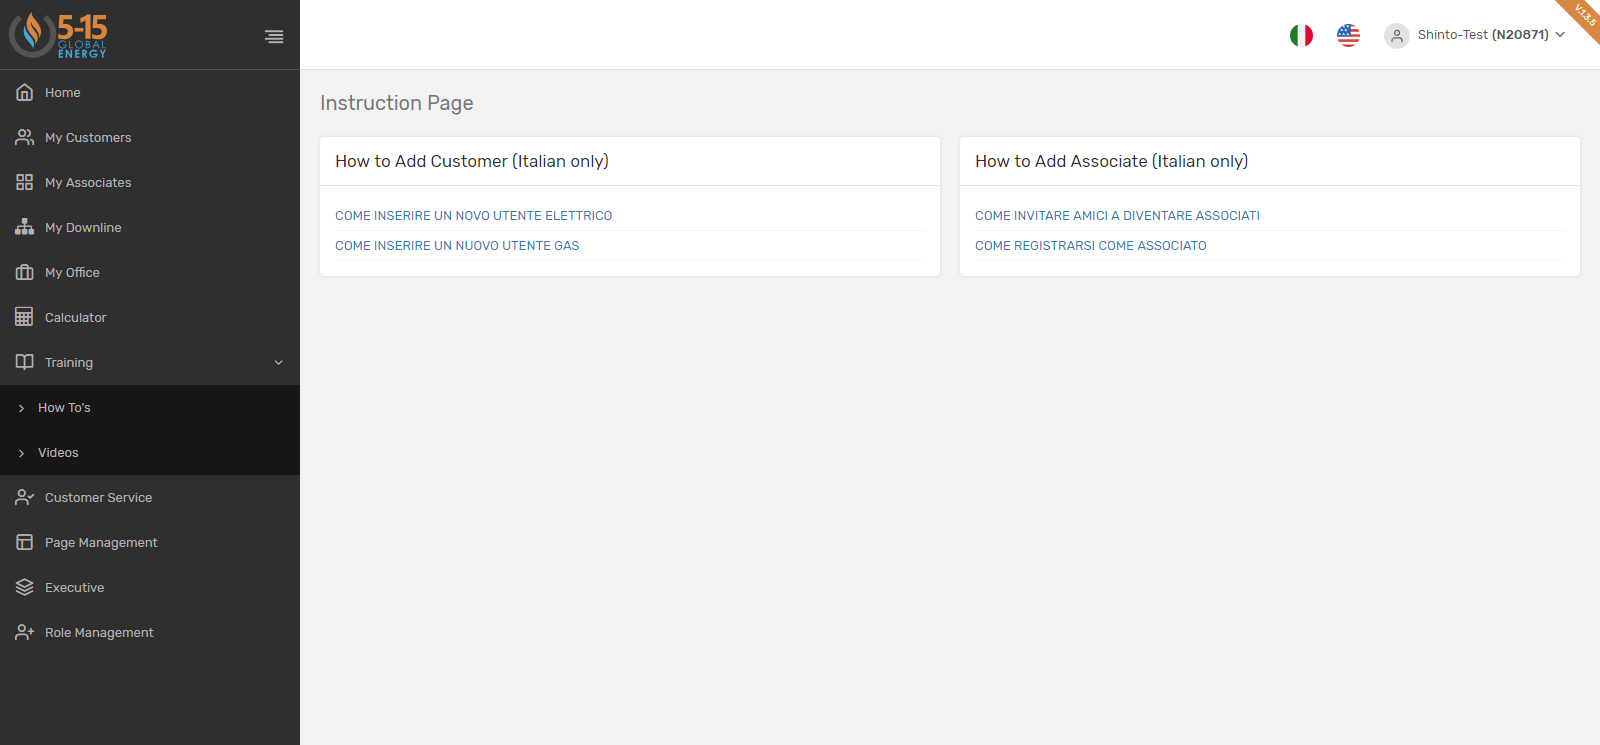 5-15
GLOBAL
ENERGY
Shinto-Test (N20871)
V.1.3.5
Home
My Customers
My Associates
My Downline
My Office
Calculator
Training
How To's
Videos
Customer Service
Page Management
Executive
Role Management
Instruction Page
How to Add Customer (Italian only)
COME INSERIRE UN NOVO UTENTE ELETTRICO
COME INSERIRE UN NUOVO UTENTE GAS
How to Add Associate (Italian only)
COME INVITARE AMICI A DIVENTARE ASSOCIATI
COME REGISTRARSI COME ASSOCIATO